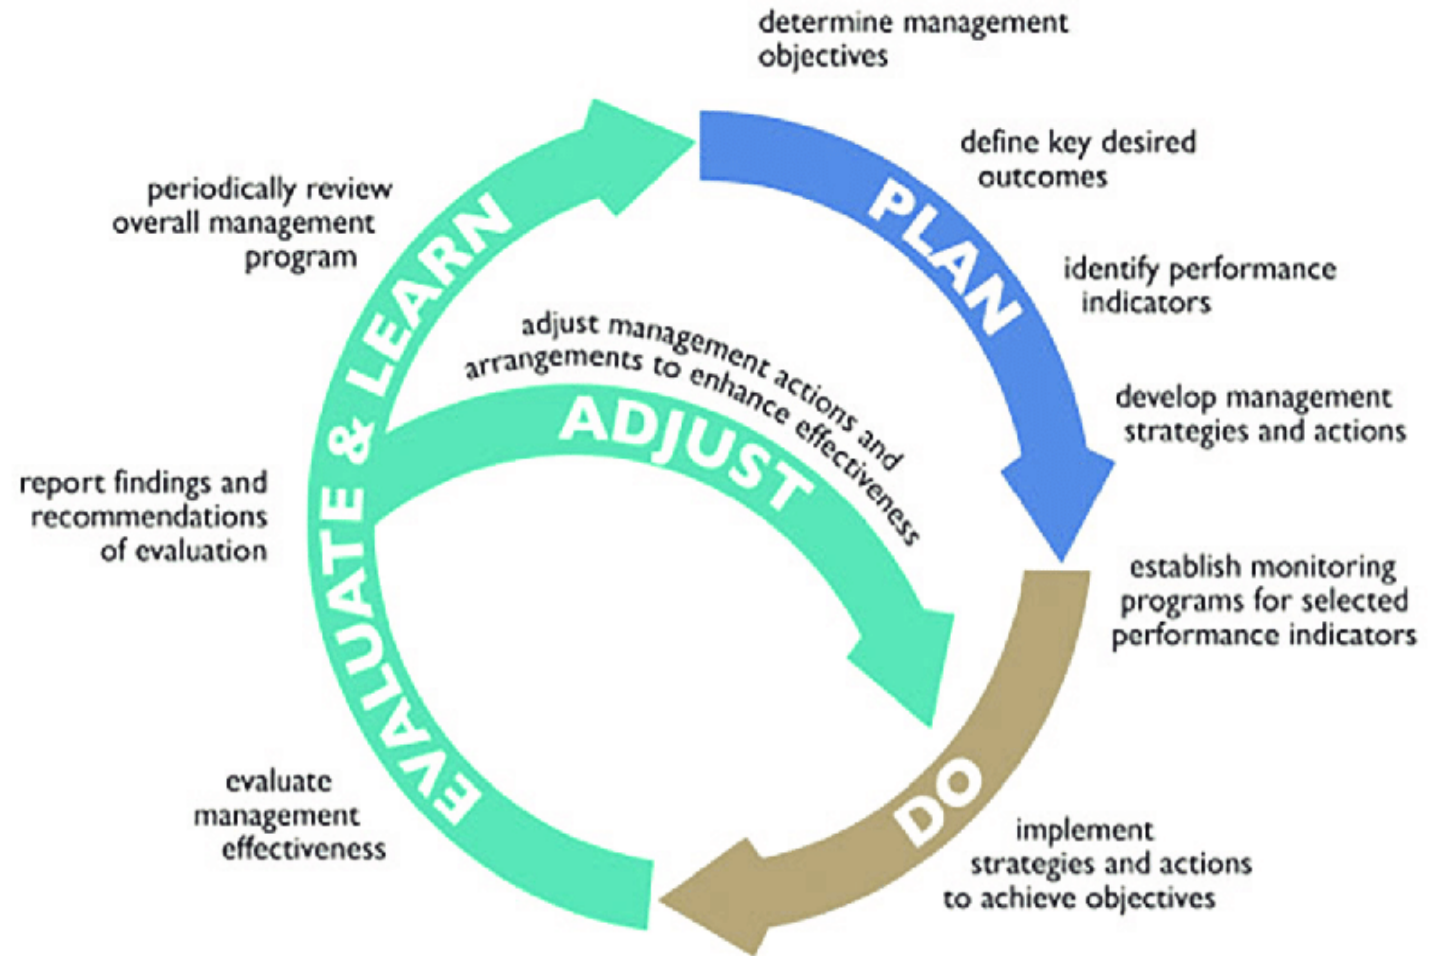 determine management
objectives
define key desired
outcomes
PLAN
identify performance
indicators
develop management
strategies and actions
establish monitoring
programs for selected
performance indicators
DO
implement
strategies and actions
to achieve objectives
evaluate
management
effectiveness
EVALUATE & LEARN
report findings and
recommendations
of evaluation
periodically review
overall management
program
adjust management actions and
arrangements to enhance effectiveness
ADJUST